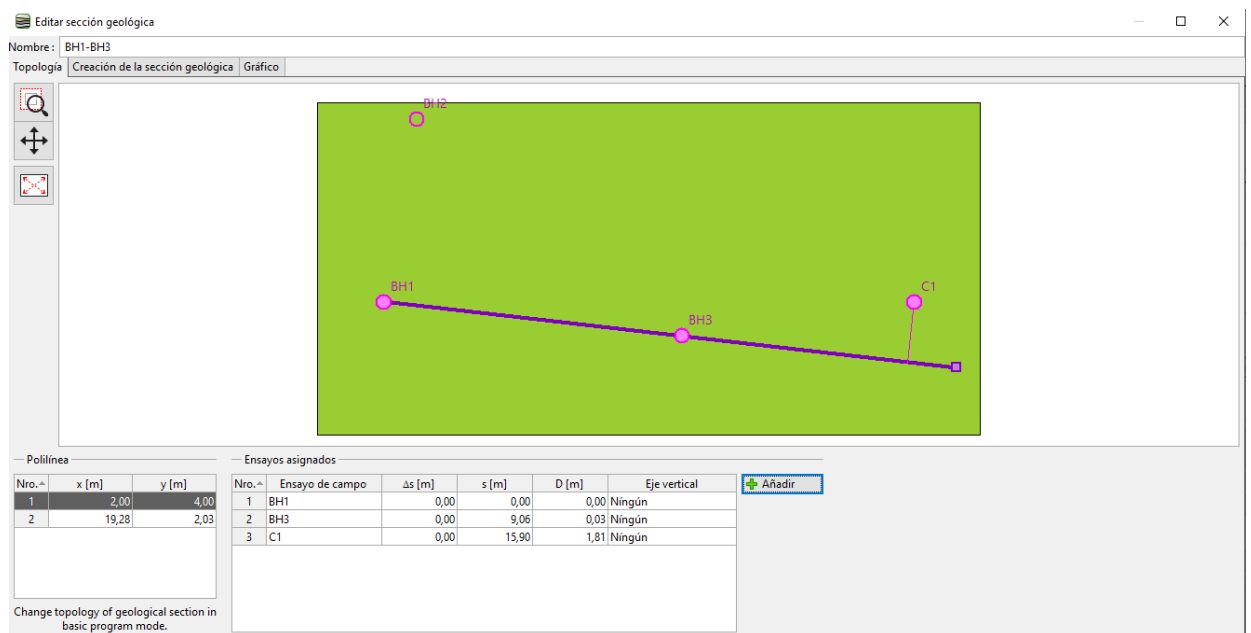 Editar sección geológica
Nombre: BH1-BH3
Topología Creación de la sección geológica Gráfico
BH2
BH1
C1
BH3
Polilínea
Nro. x [m] y [m]
1 2,00 4,00
2 19,28 2,03
Change topology of geological section in
basic program mode.
Ensayos asignados
Nro. Ensayo de campo Δs [m] s [m] D [m] Eje vertical
1 BH1 0,00 0,00 0,00 Níngún
2 BH3 0,00 9,06 0,03 Níngún
3 C1 0,00 15,90 1,81 Níngún
Añadir